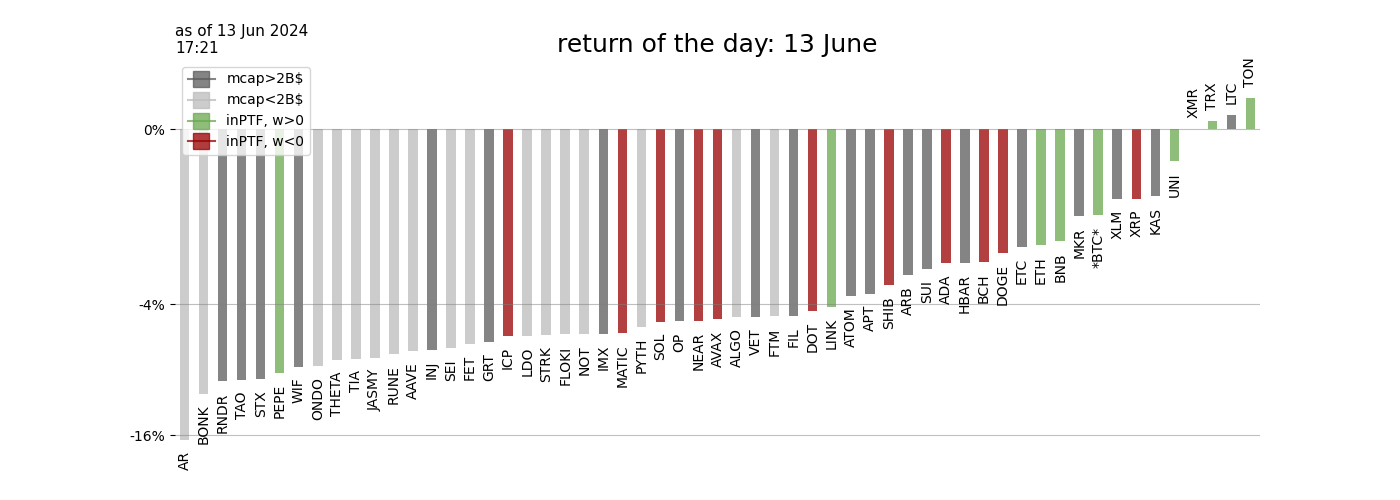 as of 13 Jun 2024
17:21
return of the day: 13 June
mcap>2B$
mcap<2B$
inPTF, w>0
inPTF, w<0
0%
-4%
-16%
AR
BONK
RNDR
TAO
STX
PEPE
WIF
ONDO
THETA
TIA
JASMY
RUNE
AAVE
INJ
SEI
FET
GRT
ICP
LDO
STRK
FLOKI
NOT
IMX
MATIC
PYTH
SOL
OP
NEAR
AVAX
ALGO
VET
FTM
FIL
DOT
LINK
ATOM
APT
SHIB
ARB
SUI
ADA
HBAR
BCH
DOGE
ETC
ETH
BNB
MKR
*BTC*
XLM
XRP
KAS
UNI
XMR
TRX
LTC
TON